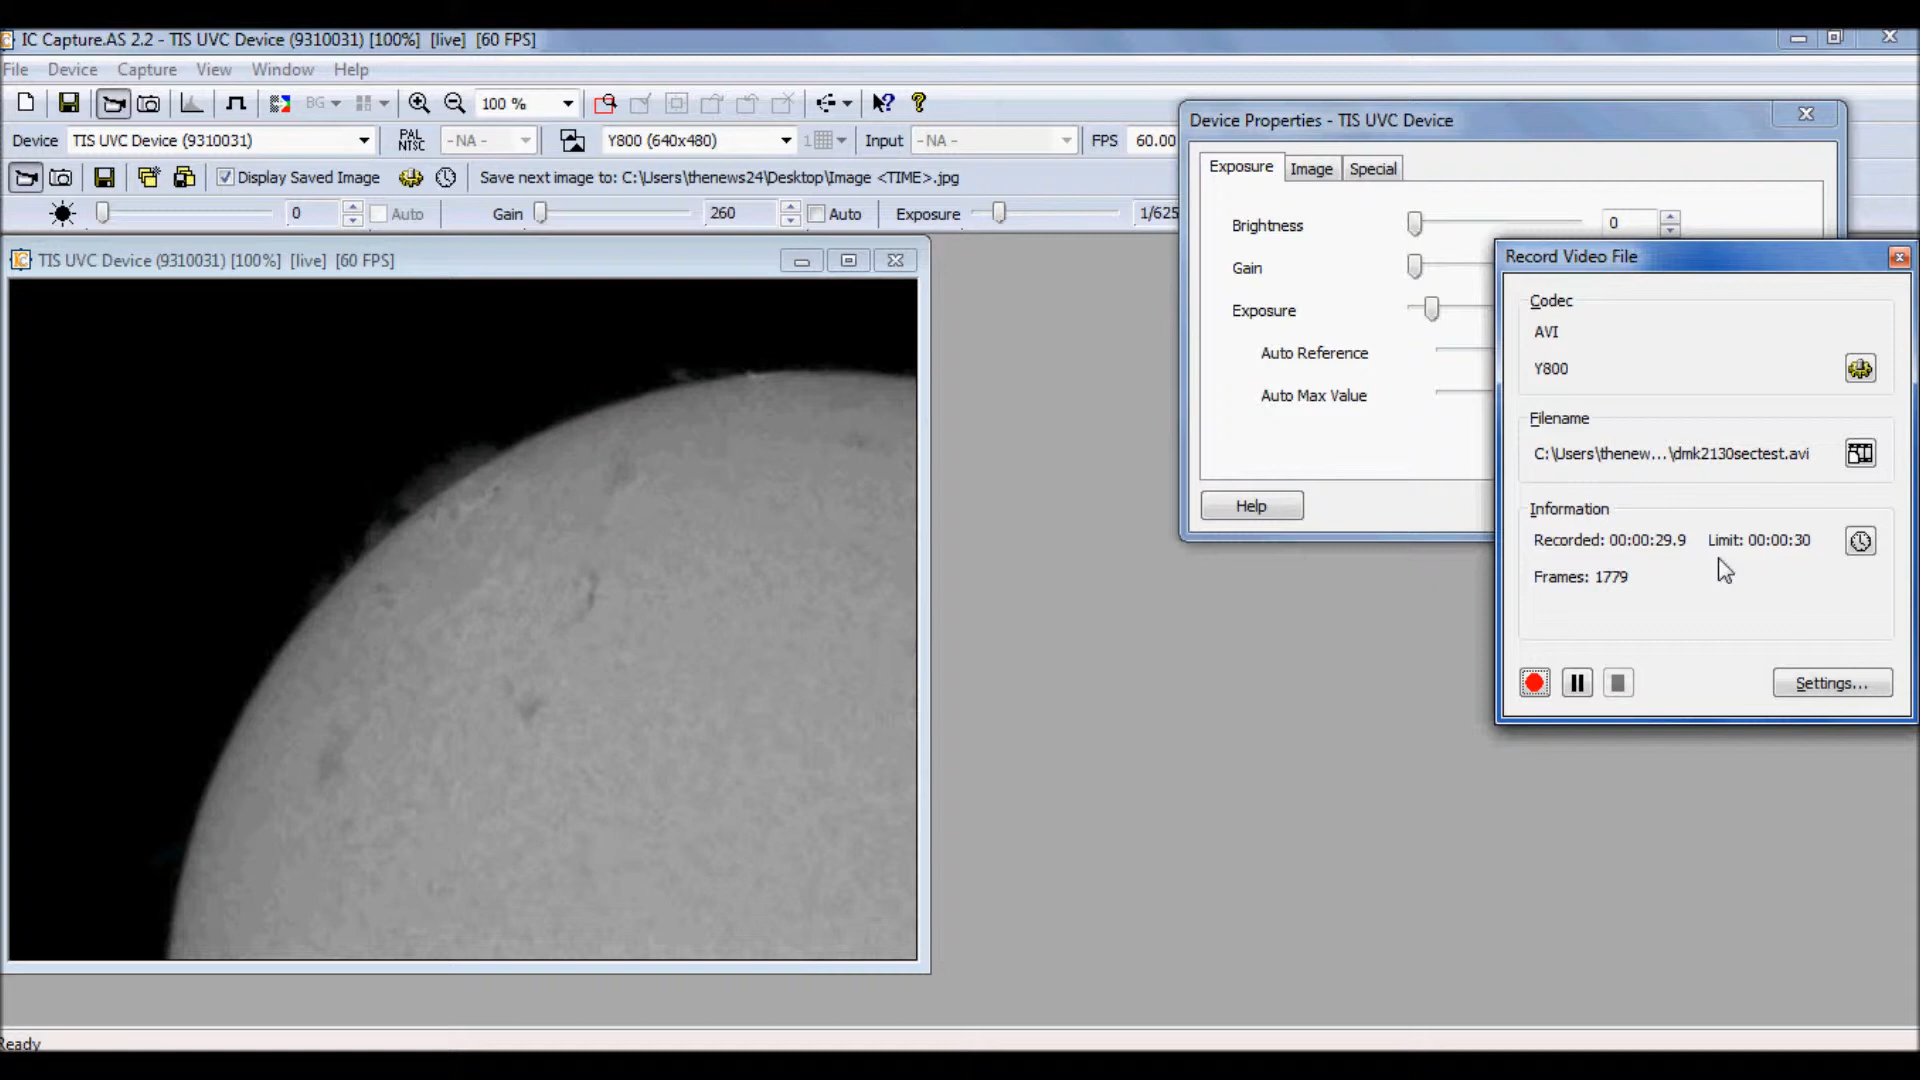 IC Capture.AS 2.2 - TIS UVC Device (9310031) [100%]  [live]  [60 FPS]
File Device Capture View Window Help
BG 100 %
Device TIS UVC Device (9310031) PAL NTSC - NA - Y800 (640x480) 1 Input - NA - FPS 60.00
Display Saved Image Save next image to: C:\Users\thenews24\Desktop\Image <TIME>.jpg
0 Auto Gain 260 Auto Exposure 1/625
TIS UVC Device (9310031) [100%]  [live]  [60 FPS]
Device Properties - TIS UVC Device
Exposure Image Special
Brightness 0
Gain
Exposure
Auto Reference
Auto Max Value
Help
Record Video File
Codec
AVI
Y800
Filename
C:\Users\thenew...\dmk2130sectest.avi
Information
Recorded: 00:00:29.9 Limit: 00:00:30
Frames: 1779
Settings...
Ready